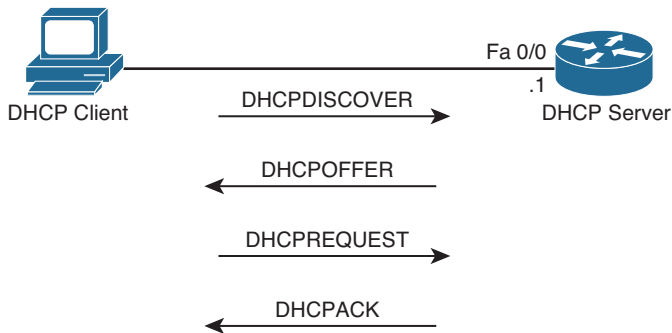 Fa 0/0
.1
DHCP Client
DHCP Server
DHCPDISCOVER
DHCPOFFER
DHCPREQUEST
DHCPACK